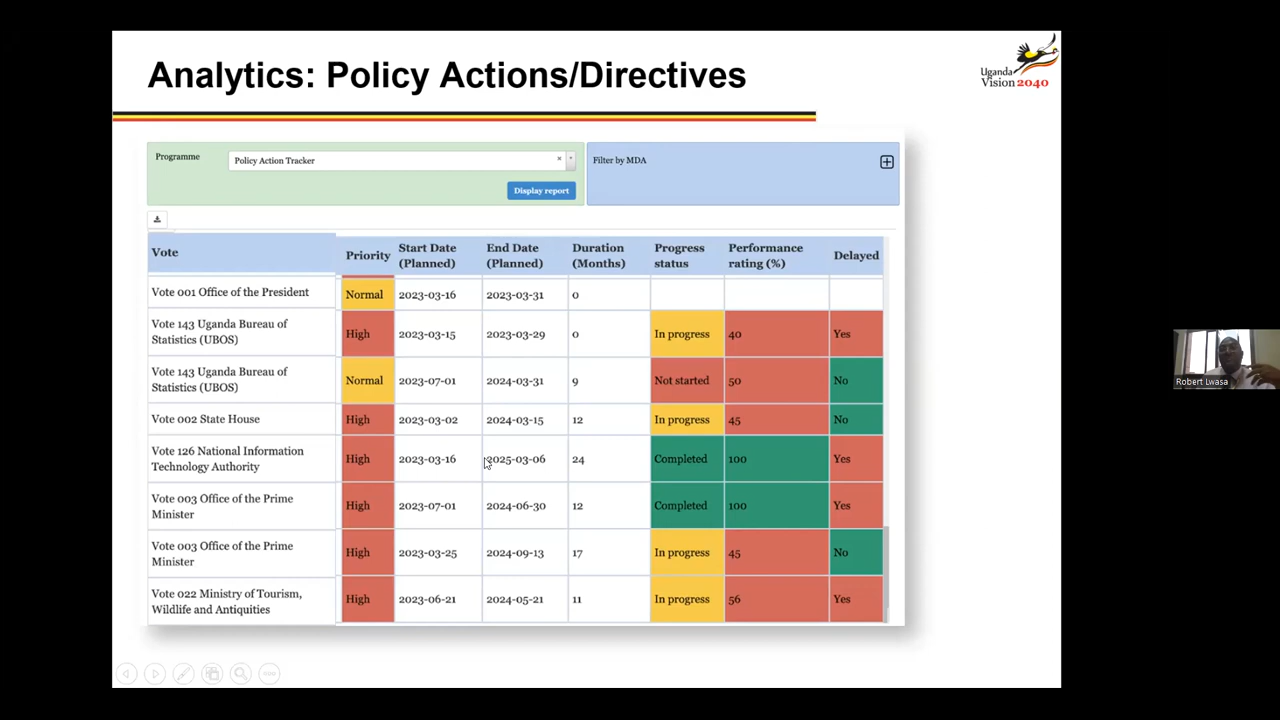 Analytics: Policy Actions/Directives
Uganda
Vision 2040
Programme
Policy Action Tracker
Filter by MDA
Display report
Vote
Priority
Start Date
(Planned)
End Date
(Planned)
Duration
(Months)
Progress
status
Performance
rating (%)
Delayed
Vote 001 Office of the President
Normal
2023-03-16
2023-03-31
0
Vote 143 Uganda Bureau of
Statistics (UBOS)
High
2023-03-15
2023-03-29
0
In progress
40
Yes
Vote 143 Uganda Bureau of
Statistics (UBOS)
Normal
2023-07-01
2024-03-31
9
Not started
50
No
Vote 002 State House
High
2023-03-02
2024-03-15
12
In progress
45
No
Vote 126 National Information
Technology Authority
High
2023-03-16
2025-03-06
24
Completed
100
Yes
Vote 003 Office of the Prime
Minister
High
2023-07-01
2024-06-30
12
Completed
100
Yes
Vote 003 Office of the Prime
Minister
High
2023-03-25
2024-09-13
17
In progress
45
No
Vote 022 Ministry of Tourism,
Wildlife and Antiquities
High
2023-06-21
2024-05-21
11
In progress
56
Yes
Robert Lwasa